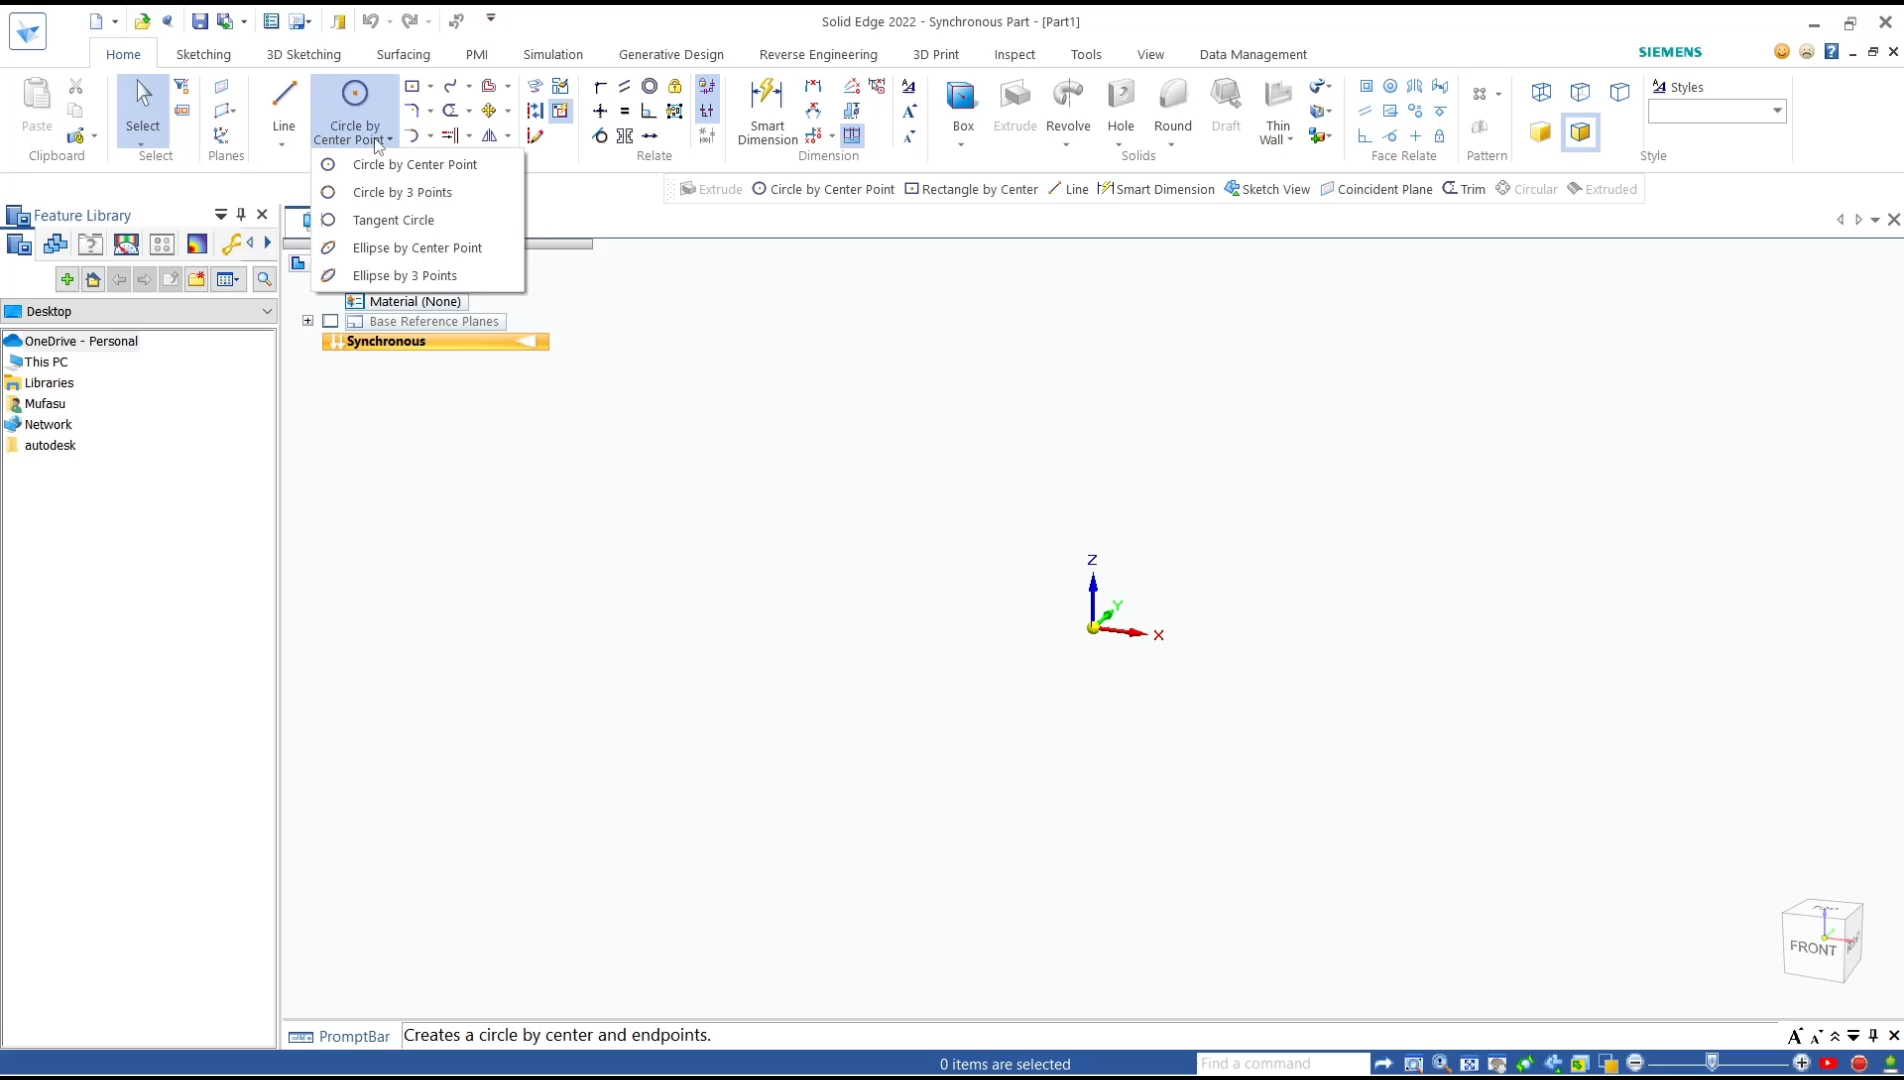 Solid Edge 2022 - Synchronous Part - [Part1]
Home Sketching 3D Sketching Surfacing PMI Simulation Generative Design Reverse Engineering 3D Print Inspect Tools View Data Management SIEMENS
Paste
Clipboard
Select
Select
Planes
Line
Circle by
Center Point
Relate
Smart
Dimension
Dimension
Box
Extrude
Revolve
Hole
Round
Draft
Thin
Wall
Solids
Face Relate
Pattern
Styles
Style
Circle by Center Point
Circle by 3 Points
Tangent Circle
Ellipse by Center Point
Ellipse by 3 Points
Extrude Circle by Center Point Rectangle by Center Line Smart Dimension Sketch View Coincident Plane Trim Circular Extruded
Feature Library
Desktop
OneDrive - Personal
This PC
Libraries
Mufasu
Network
autodesk
Material (None)
Base Reference Planes
Synchronous
Z
Y
X
TOP
FRONT
PromptBar
Creates a circle by center and endpoints.
0 items are selected
Find a command